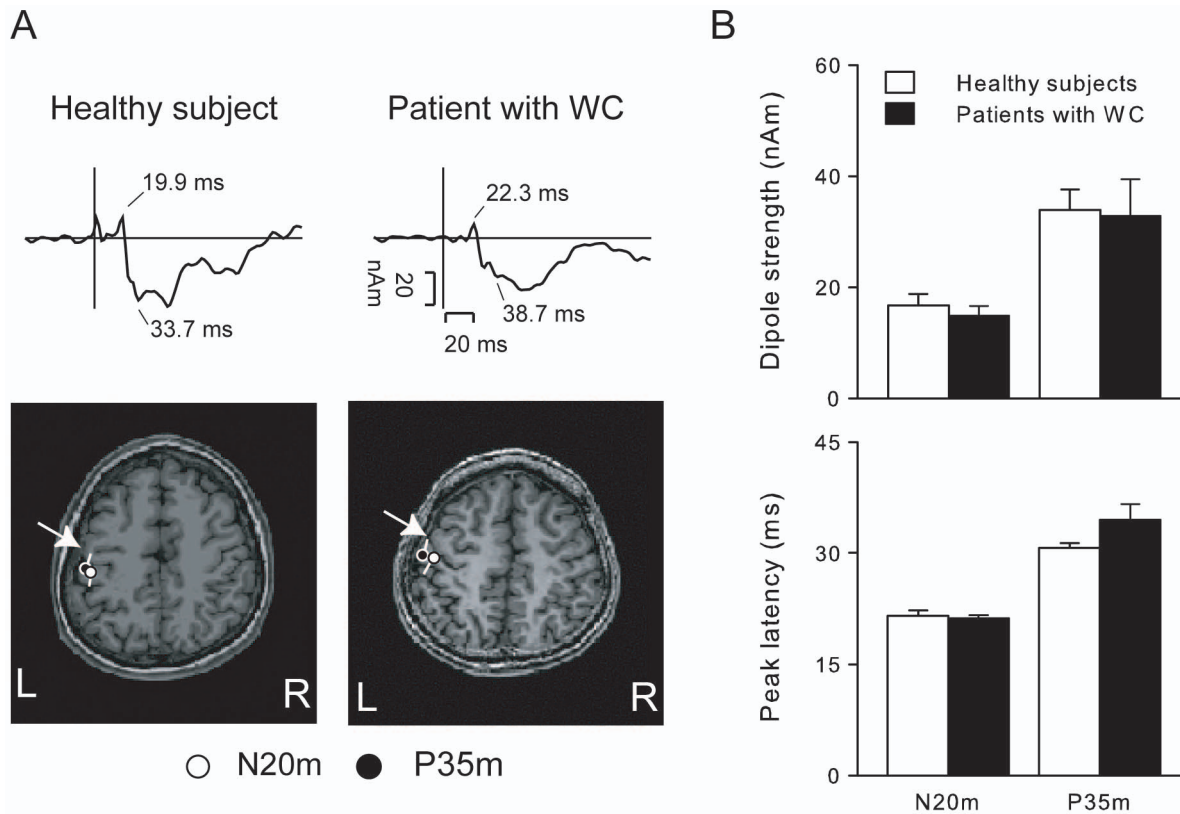 A
Healthy subject
Patient with WC
19.9 ms
33.7 ms
22.3 ms
38.7 ms
20
nAm
20 ms
L
R
L
R
N20m
P35m
B
Healthy subjects
Patients with WC
Dipole strength (nAm)
60
40
20
0
Peak latency (ms)
45
30
15
0
N20m
P35m